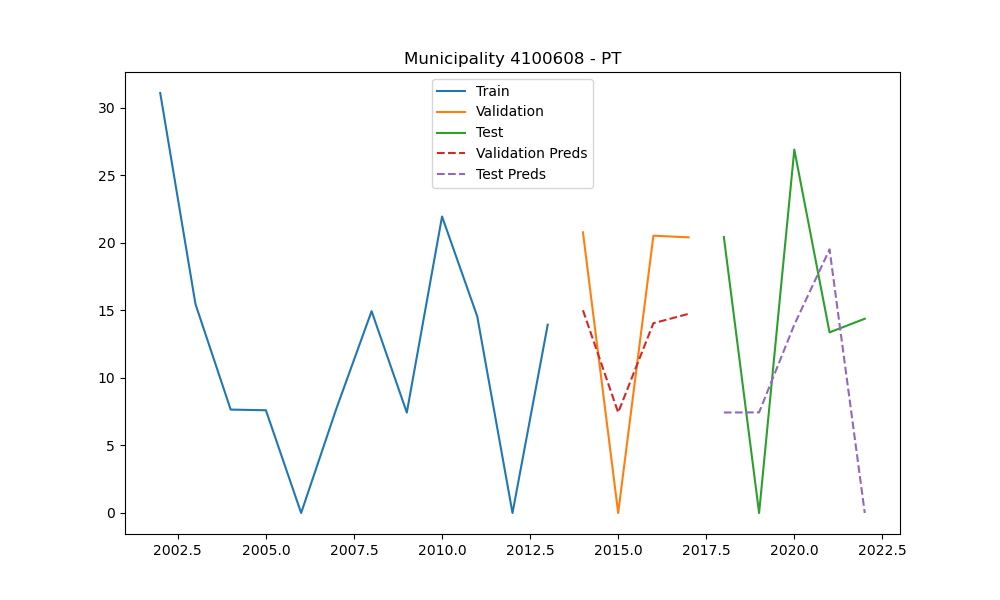 Municipality 4100608 - PT
Train
Validation
Test
Validation Preds
Test Preds
30
25
20
15
10
5
0
2002.5 2005.0 2007.5 2010.0 2012.5 2015.0 2017.5 2020.0 2022.5